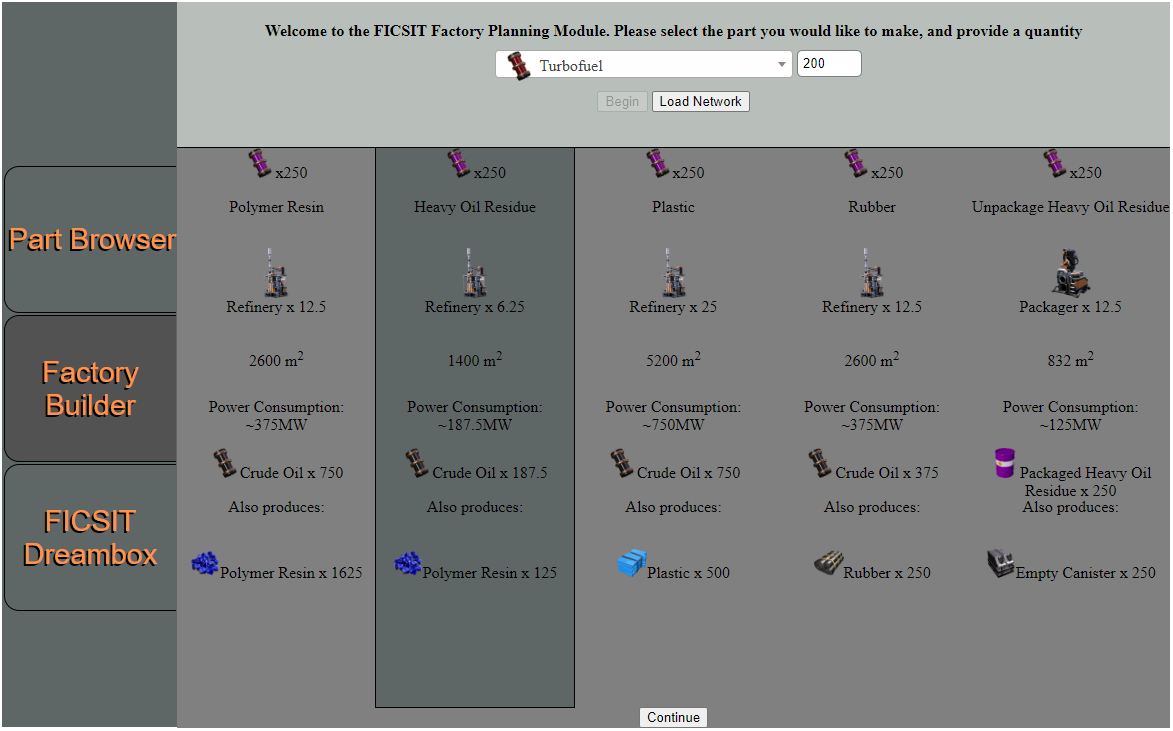 Welcome to the FICSIT Factory Planning Module. Please select the part you would like to make, and provide a quantity
Turbofuel
200
Begin
Load Network
Part Browser
Factory
Builder
FICSIT
Dreambox
x250
Polymer Resin
Refinery x 12.5
2600 m²
Power Consumption:
~375MW
Crude Oil x 750
Also produces:
Polymer Resin x 1625
x250
Heavy Oil Residue
Refinery x 6.25
1400 m²
Power Consumption:
~187.5MW
Crude Oil x 187.5
Also produces:
Polymer Resin x 125
x250
Plastic
Refinery x 25
5200 m²
Power Consumption:
~750MW
Crude Oil x 750
Also produces:
Plastic x 500
x250
Rubber
Refinery x 12.5
2600 m²
Power Consumption:
~375MW
Crude Oil x 375
Also produces:
Rubber x 250
x250
Unpackage Heavy Oil Residue
Packager x 12.5
832 m²
Power Consumption:
~125MW
Packaged Heavy Oil
Residue x 250
Also produces:
Empty Canister x 250
Continue